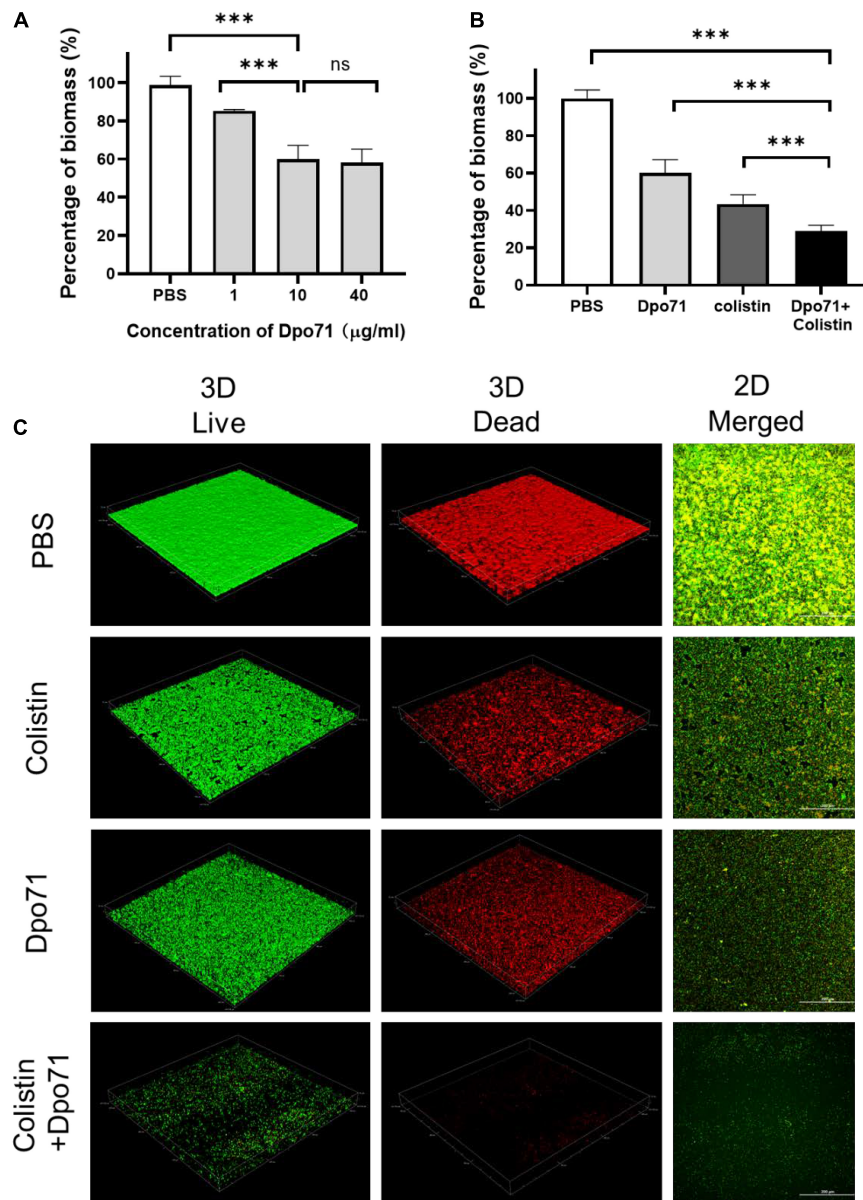 A
Percentage of biomass (%)
100
80
60
40
20
0
***
***
ns
PBS
1
10
40
Concentration of Dpo71 (μg/ml)
B
Percentage of biomass (%)
100
80
60
40
20
0
***
***
***
PBS
Dpo71
colistin
Dpo71+
Colistin
C
3D
Live
3D
Dead
2D
Merged
PBS
Colistin
Dpo71
Colistin
+Dpo71
200 μm